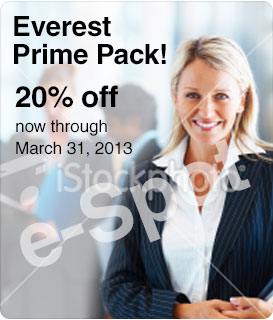 Everest
Prime Pack!
20% off
now through
March 31, 2013
iStockphoto
e-spot